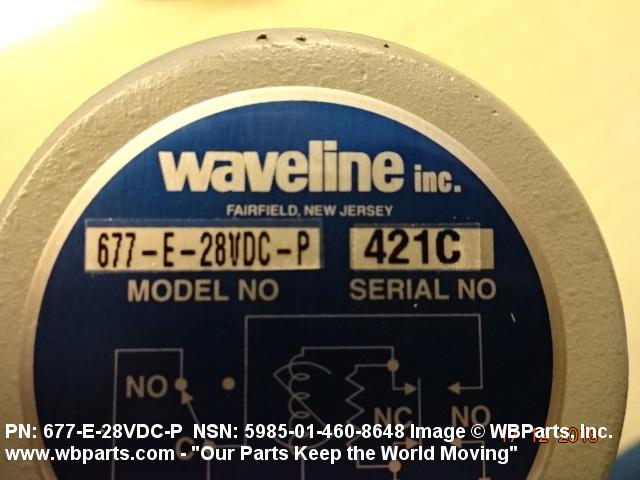 waveline inc.
FAIRFIELD, NEW JERSEY
677-E-28VDC-P 421C
MODEL NO SERIAL NO
NO
NC NO
C
PN: 677-E-28VDC-P NSN: 5985-01-460-8648 Image © WBParts, Inc.
www.wbparts.com - "Our Parts Keep the World Moving"